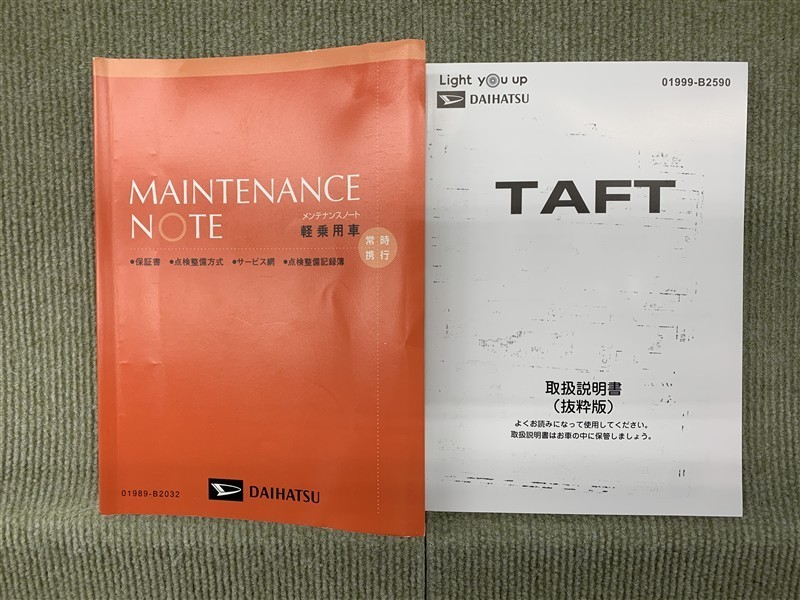 MAINTENANCE
NOTE
メンテナンスノート
軽乗用車
常時
携行
●保証書 ●点検整備方式 ●サービス網 ●点検整備記録簿
01989-B2032
DAIHATSU
Light you up
DAIHATSU
01999-B2590
TAFT
取扱説明書
（抜粋版）
よくお読みになって使用してください。
取扱説明書はお車の中に保管しましょう。